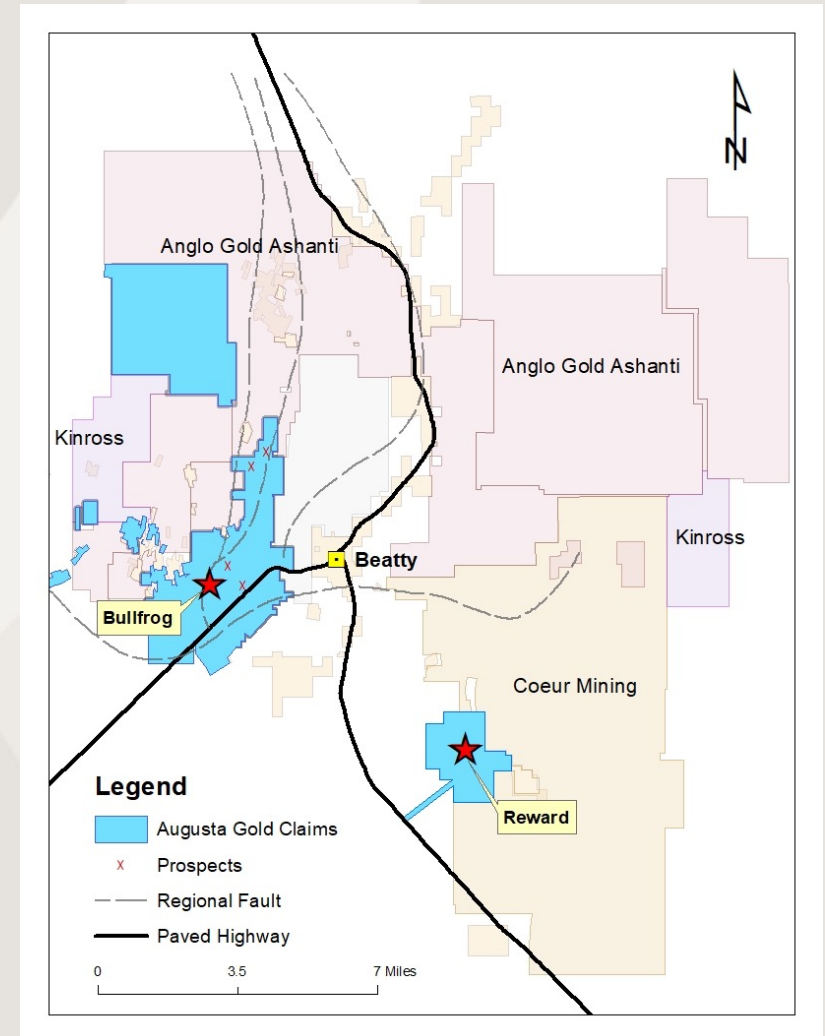 N
Anglo Gold Ashanti
Anglo Gold Ashanti
Kinross
Kinross
Beatty
Bullfrog
Coeur Mining
Reward
Legend
Augusta Gold Claims
x Prospects
Regional Fault
Paved Highway
0 3.5 7 Miles